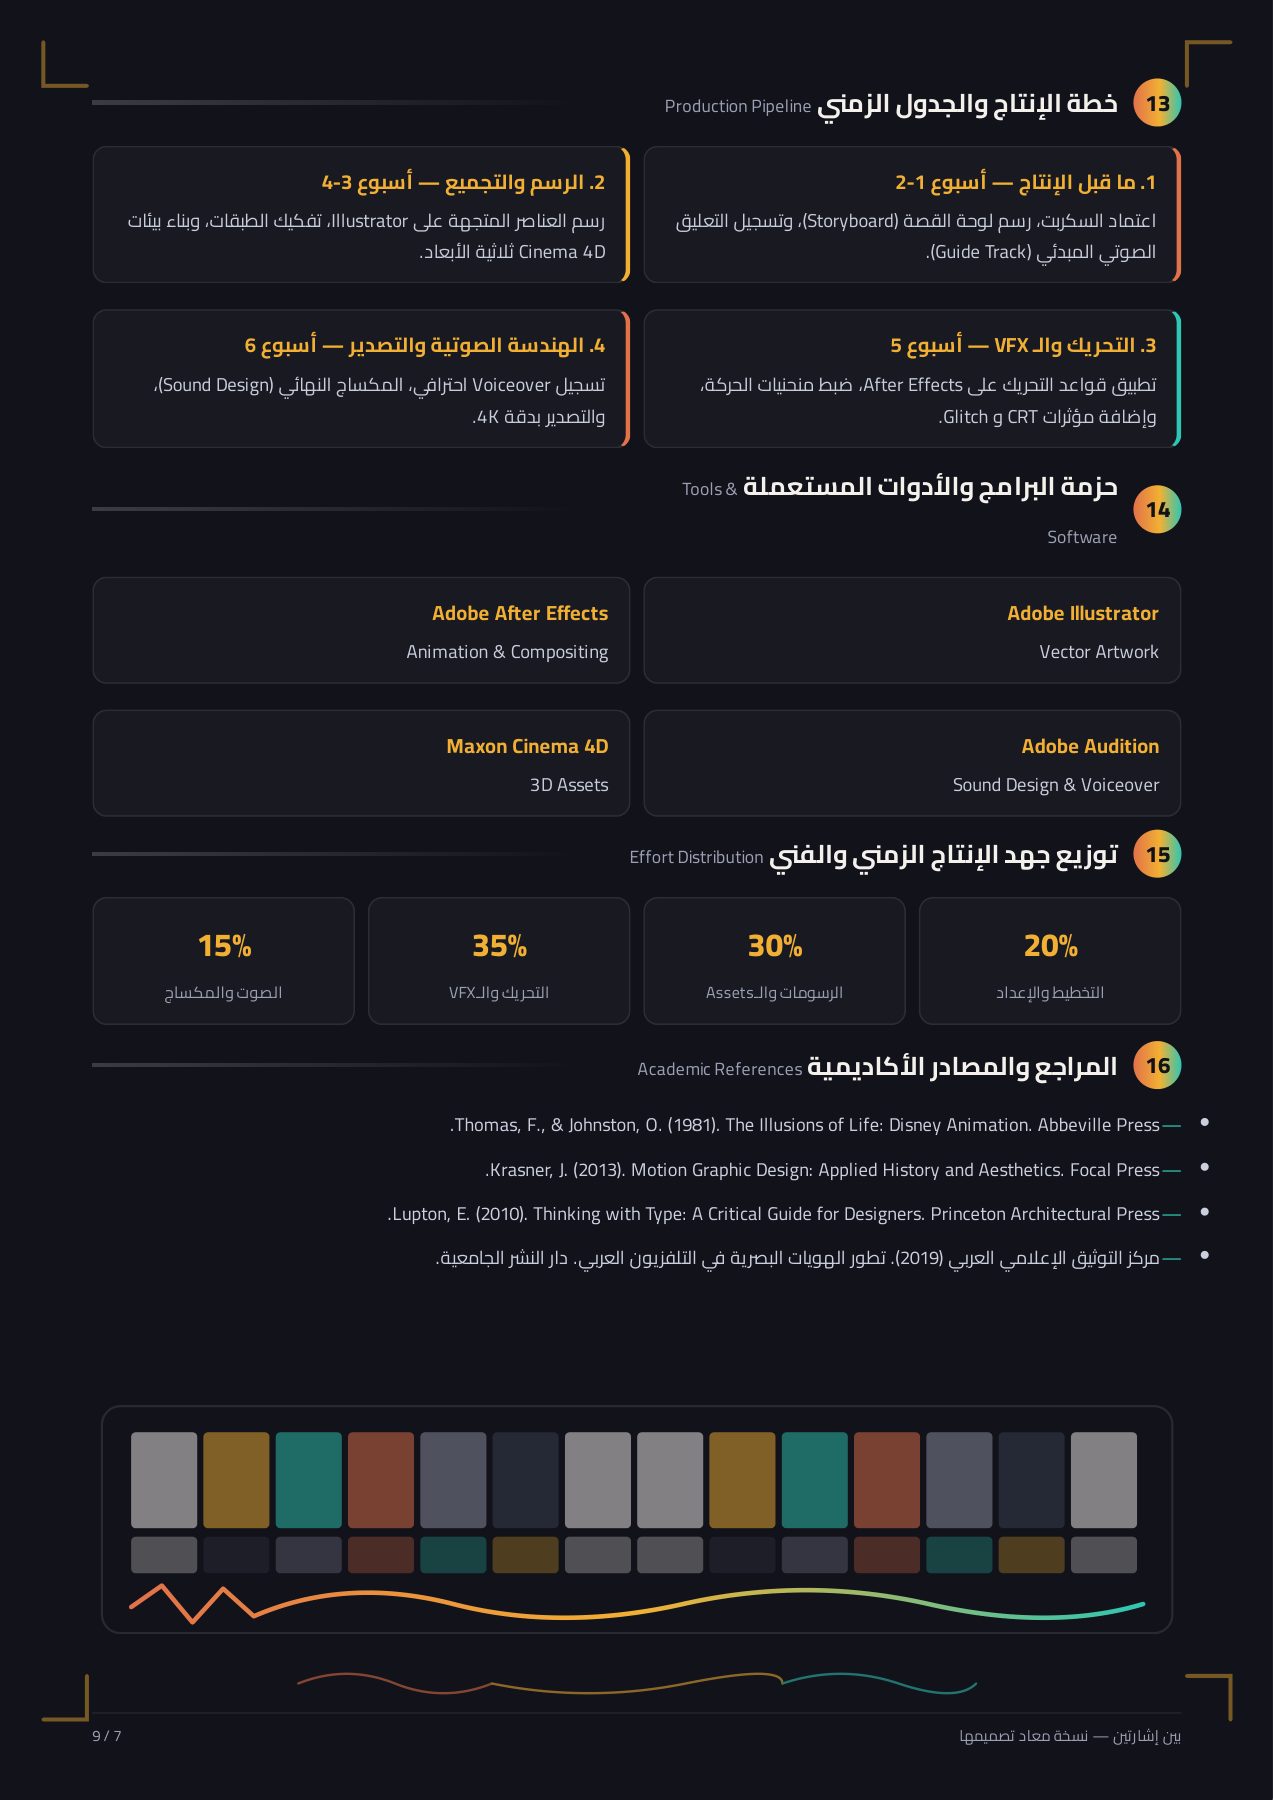 13
خطة الإنتاج والجدول الزمني Production Pipeline
1. ما قبل الإنتاج — أسبوع 1-2
اعتماد السكربت، رسم لوحة القصة (Storyboard)، وتسجيل التعليق
الصوتي المبدئي (Guide Track).
2. الرسم والتجميع — أسبوع 3-4
رسم العناصر المتجهة على Illustrator، تفكيك الطبقات، وبناء بيئات
Cinema 4D ثلاثية الأبعاد.
3. التحريك والـ VFX — أسبوع 5
تطبيق قواعد التحريك على After Effects، ضبط منحنيات الحركة،
وإضافة مؤثرات CRT و Glitch.
4. الهندسة الصوتية والتصدير — أسبوع 6
تسجيل Voiceover احترافي، المكساج النهائي (Sound Design)،
والتصدير بدقة 4K.
14
حزمة البرامج والأدوات المستعملة Tools &
Software
Adobe Illustrator
Vector Artwork
Adobe After Effects
Animation & Compositing
Adobe Audition
Sound Design & Voiceover
Maxon Cinema 4D
3D Assets
15
توزيع جهد الإنتاج الزمني والفني Effort Distribution
20%
التخطيط والإعداد
30%
الرسومات والـAssets
35%
التحريك والـVFX
15%
الصوت والمكساج
16
المراجع والمصادر الأكاديمية Academic References
• —Thomas, F., & Johnston, O. (1981). The Illusions of Life: Disney Animation. Abbeville Press.
• —Krasner, J. (2013). Motion Graphic Design: Applied History and Aesthetics. Focal Press.
• —Lupton, E. (2010). Thinking with Type: A Critical Guide for Designers. Princeton Architectural Press.
• —مركز التوثيق الإعلامي العربي (2019). تطور الهويات البصرية في التلفزيون العربي. دار النشر الجامعية.
بين إشارتين — نسخة معاد تصميمها
9 / 7